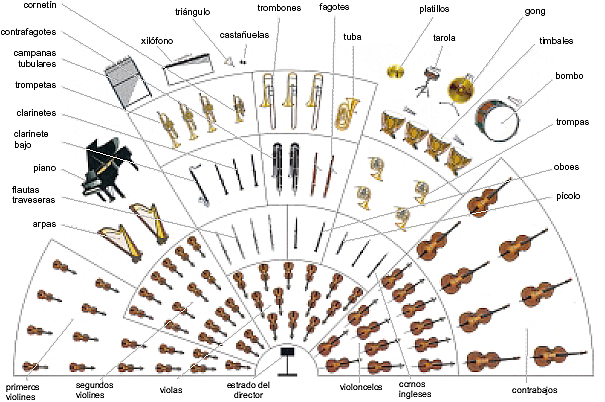 cornetín
trombones
fagotes
platillos
gong
triángulo
contrafagotes
castañuelas
xilófono
tuba
tarola
timbales
campanas
tubulares
bombo
trompetas
clarinetes
trompas
clarinete
bajo
piano
oboes
flautas
traveseras
pícolo
arpas
primeros
violines
segundos
violines
violas
estrado del
director
violoncelos
cornos
ingleses
contrabajos